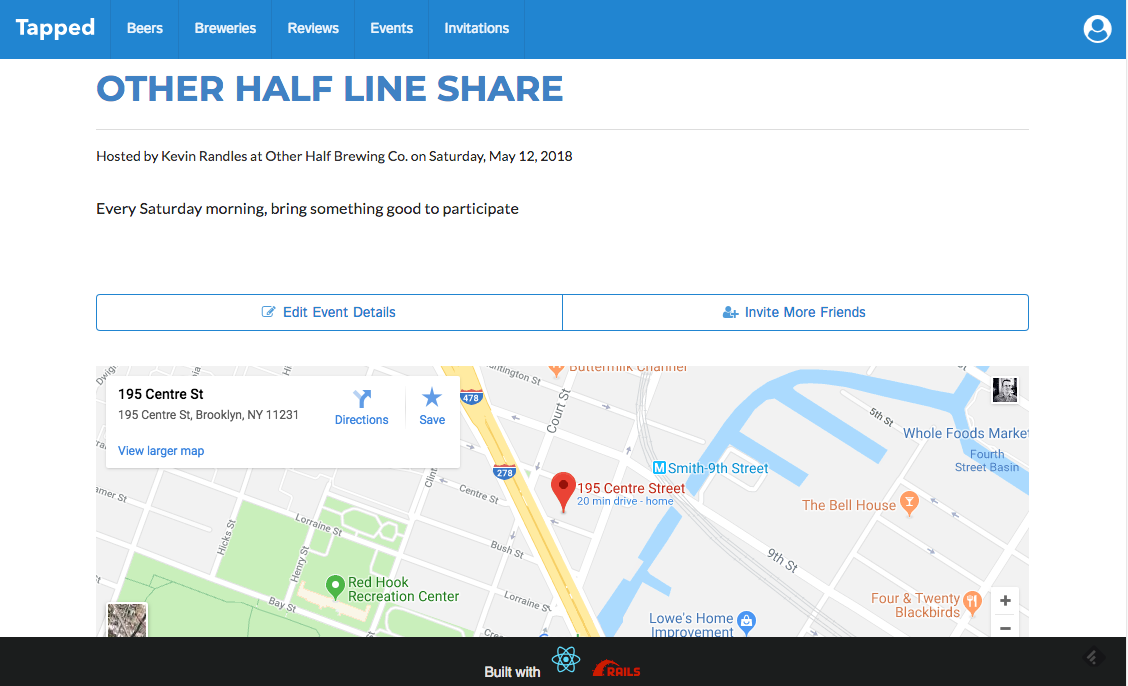 Tapped
Beers
Breweries
Reviews
Events
Invitations
OTHER HALF LINE SHARE
Hosted by Kevin Randles at Other Half Brewing Co. on Saturday, May 12, 2018
Every Saturday morning, bring something good to participate
Edit Event Details
Invite More Friends
195 Centre St
195 Centre St, Brooklyn, NY 11231
Directions
Save
View larger map
478
278
Court St
Buttermilk Channel
5th St
Whole Foods Market
Fourth
Street Basin
M Smith-9th Street
195 Centre Street
20 min drive - home
The Bell House
Centre St
Lorraine St
Hicks St
Henry St
Bush St
9th St
Red Hook
Recreation Center
Bay St
Lorraine St
Four & Twenty
Blackbirds
Lowe's Home
Improvement
+
−
Built with
RAILS